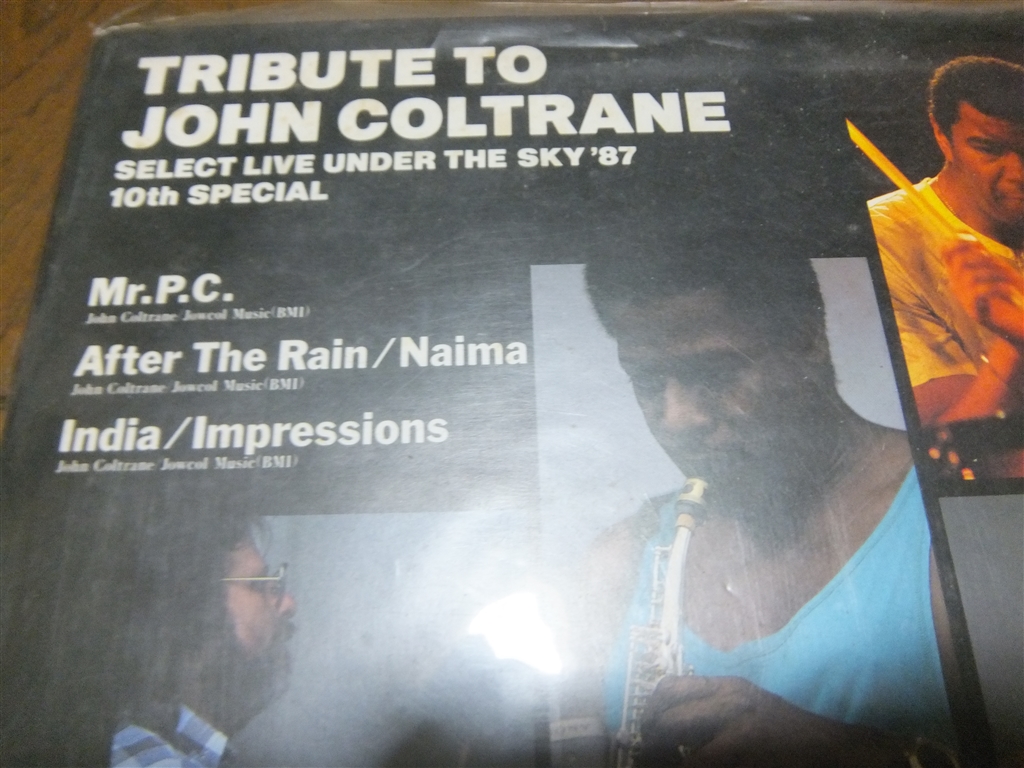 TRIBUTE TO
JOHN COLTRANE
SELECT LIVE UNDER THE SKY '87
10th SPECIAL
Mr.P.C.
John Coltrane/Jowcol Music(BMI)
After The Rain/Naima
John Coltrane/Jowcol Music(BMI)
India/Impressions
John Coltrane/Jowcol Music(BMI)